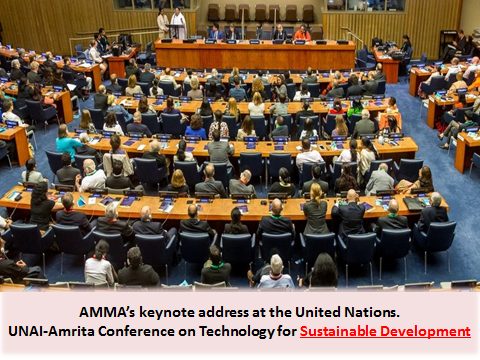 AMMA's keynote address at the United Nations.
UNAI-Amrita Conference on Technology for Sustainable Development